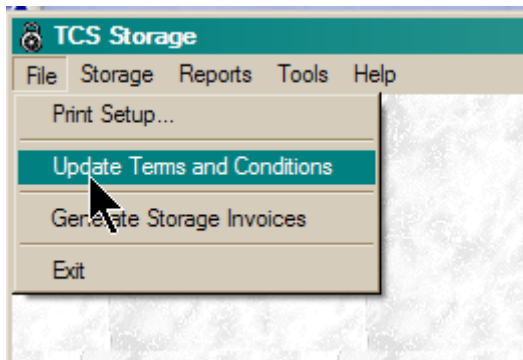 TCS Storage
File Storage Reports Tools Help
Print Setup...
Update Terms and Conditions
Generate Storage Invoices
Exit